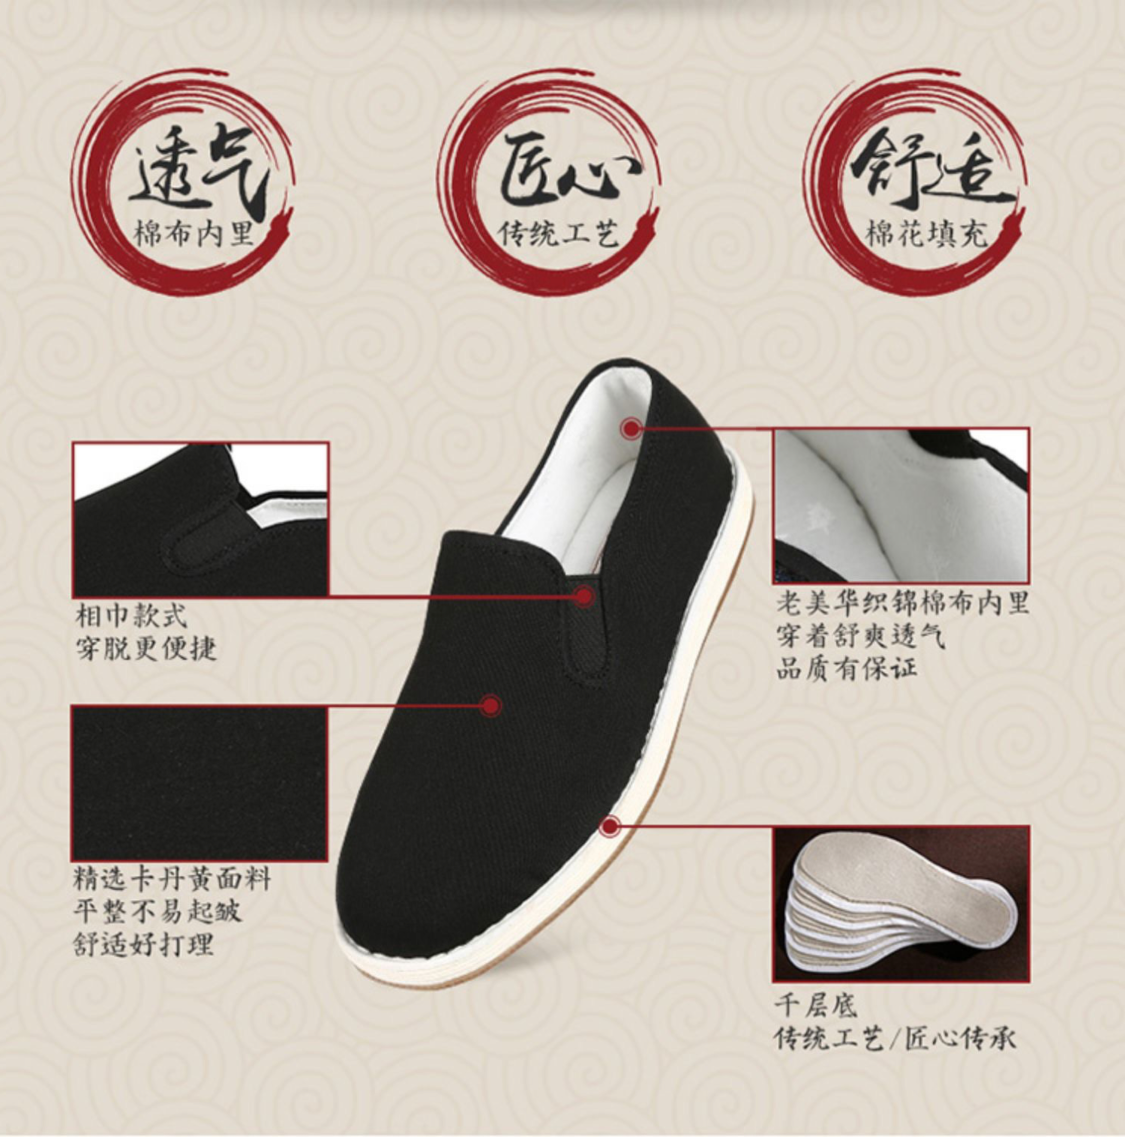 透气
棉布内里
匠心
传统工艺
舒适
棉花填充
相巾款式
穿脱更便捷
老美华织锦棉布内里
穿着舒爽透气
品质有保证
精选卡丹黄面料
平整不易起皱
舒适好打理
千层底
传统工艺/匠心传承